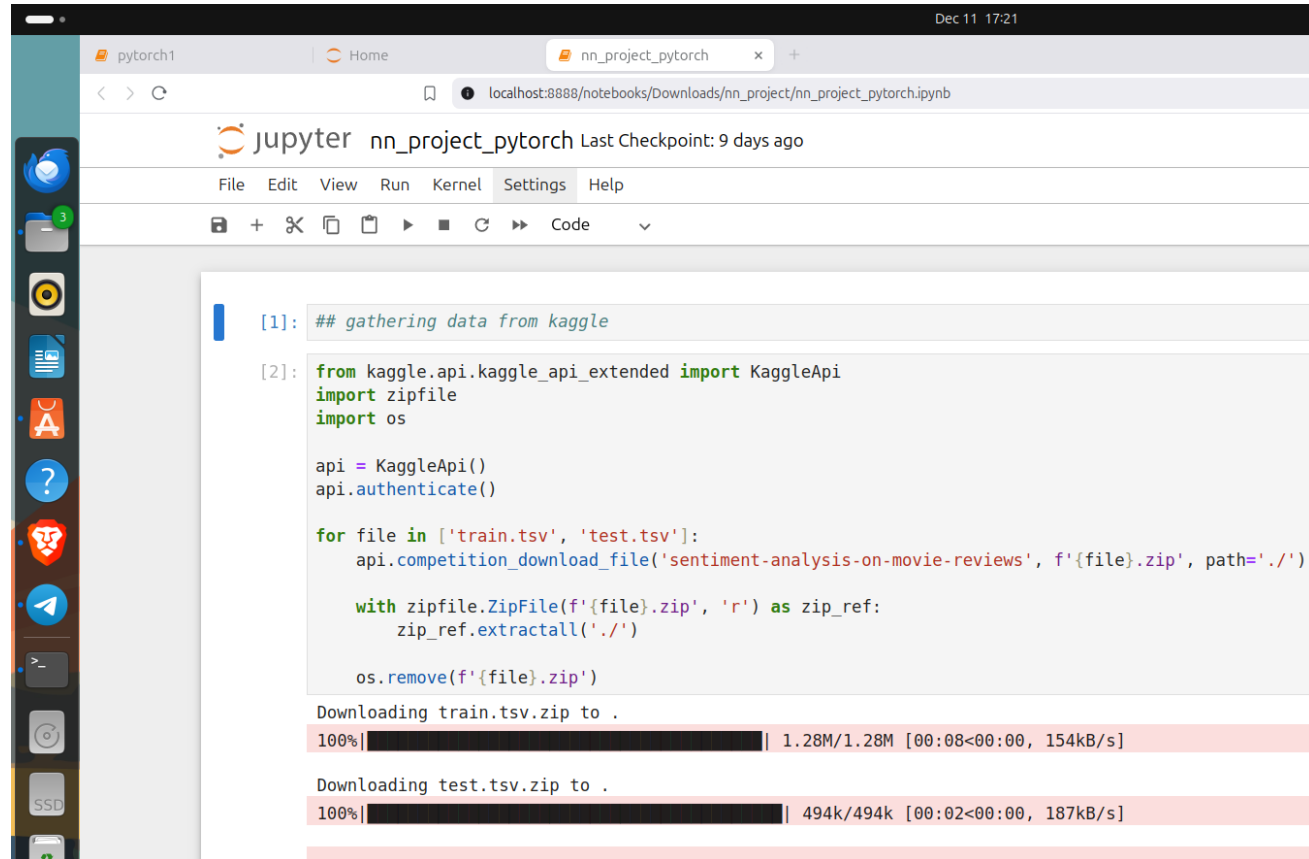 Dec 11 17:21
pytorch1
Home
nn_project_pytorch
localhost:8888/notebooks/Downloads/nn_project/nn_project_pytorch.ipynb
jupyter nn_project_pytorch Last Checkpoint: 9 days ago
File Edit View Run Kernel Settings Help
Code
3
A
?
>_
SSD
[1]: ## gathering data from kaggle
[2]: from kaggle.api.kaggle_api_extended import KaggleApi
import zipfile
import os
api = KaggleApi()
api.authenticate()
for file in ['train.tsv', 'test.tsv']:
    api.competition_download_file('sentiment-analysis-on-movie-reviews', f'{file}.zip', path='./')
    with zipfile.ZipFile(f'{file}.zip', 'r') as zip_ref:
        zip_ref.extractall('./')
    os.remove(f'{file}.zip')
Downloading train.tsv.zip to .
100%|██████████| 1.28M/1.28M [00:08<00:00, 154kB/s]
Downloading test.tsv.zip to .
100%|██████████| 494k/494k [00:02<00:00, 187kB/s]